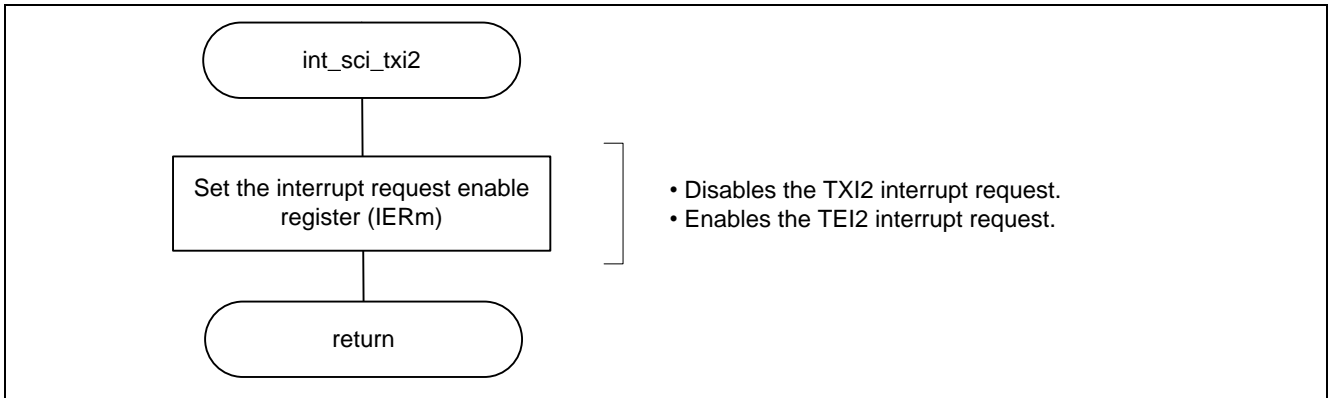 int_sci_txi2
Set the interrupt request enable
register (IERm)
• Disables the TXI2 interrupt request.
• Enables the TEI2 interrupt request.
return